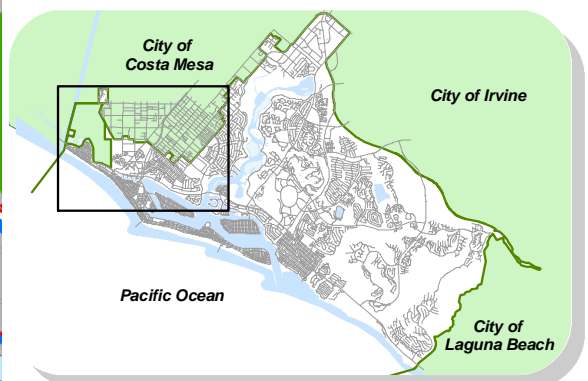 City of
Costa Mesa
City of Irvine
Pacific Ocean
City of
Laguna Beach